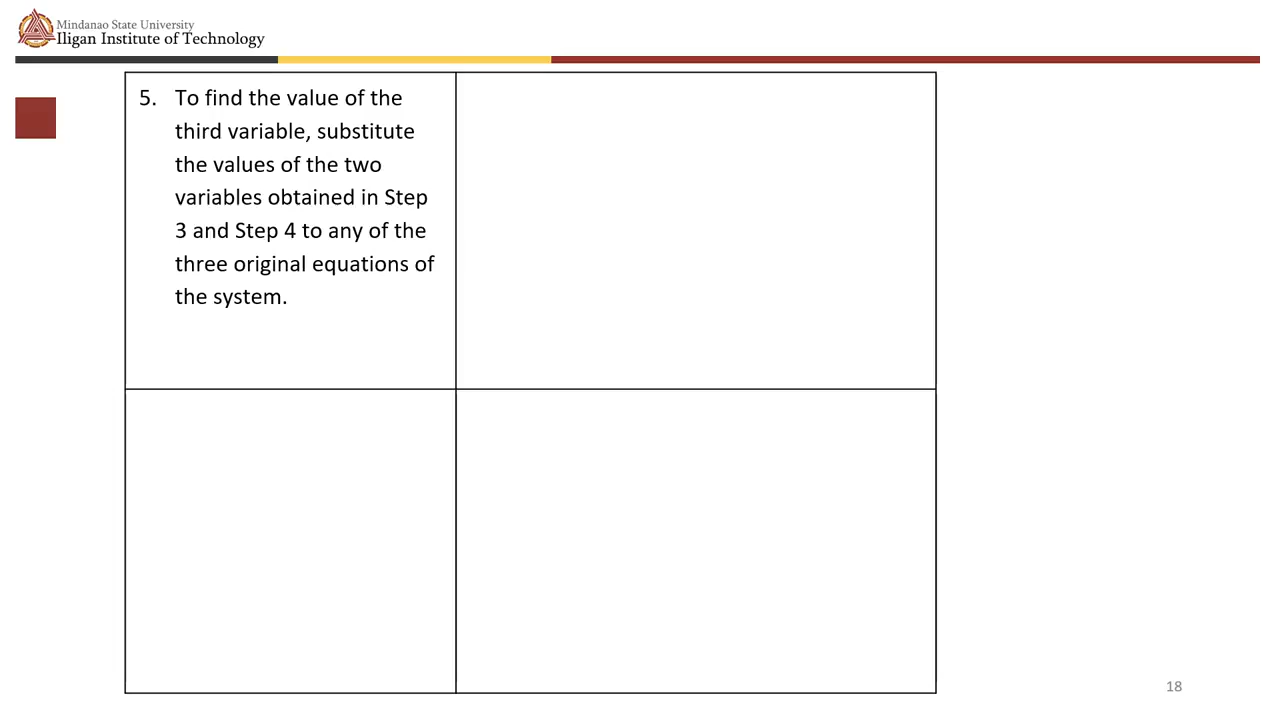 Mindanao State University
Iligan Institute of Technology
5. To find the value of the
third variable, substitute
the values of the two
variables obtained in Step
3 and Step 4 to any of the
three original equations of
the system.
18